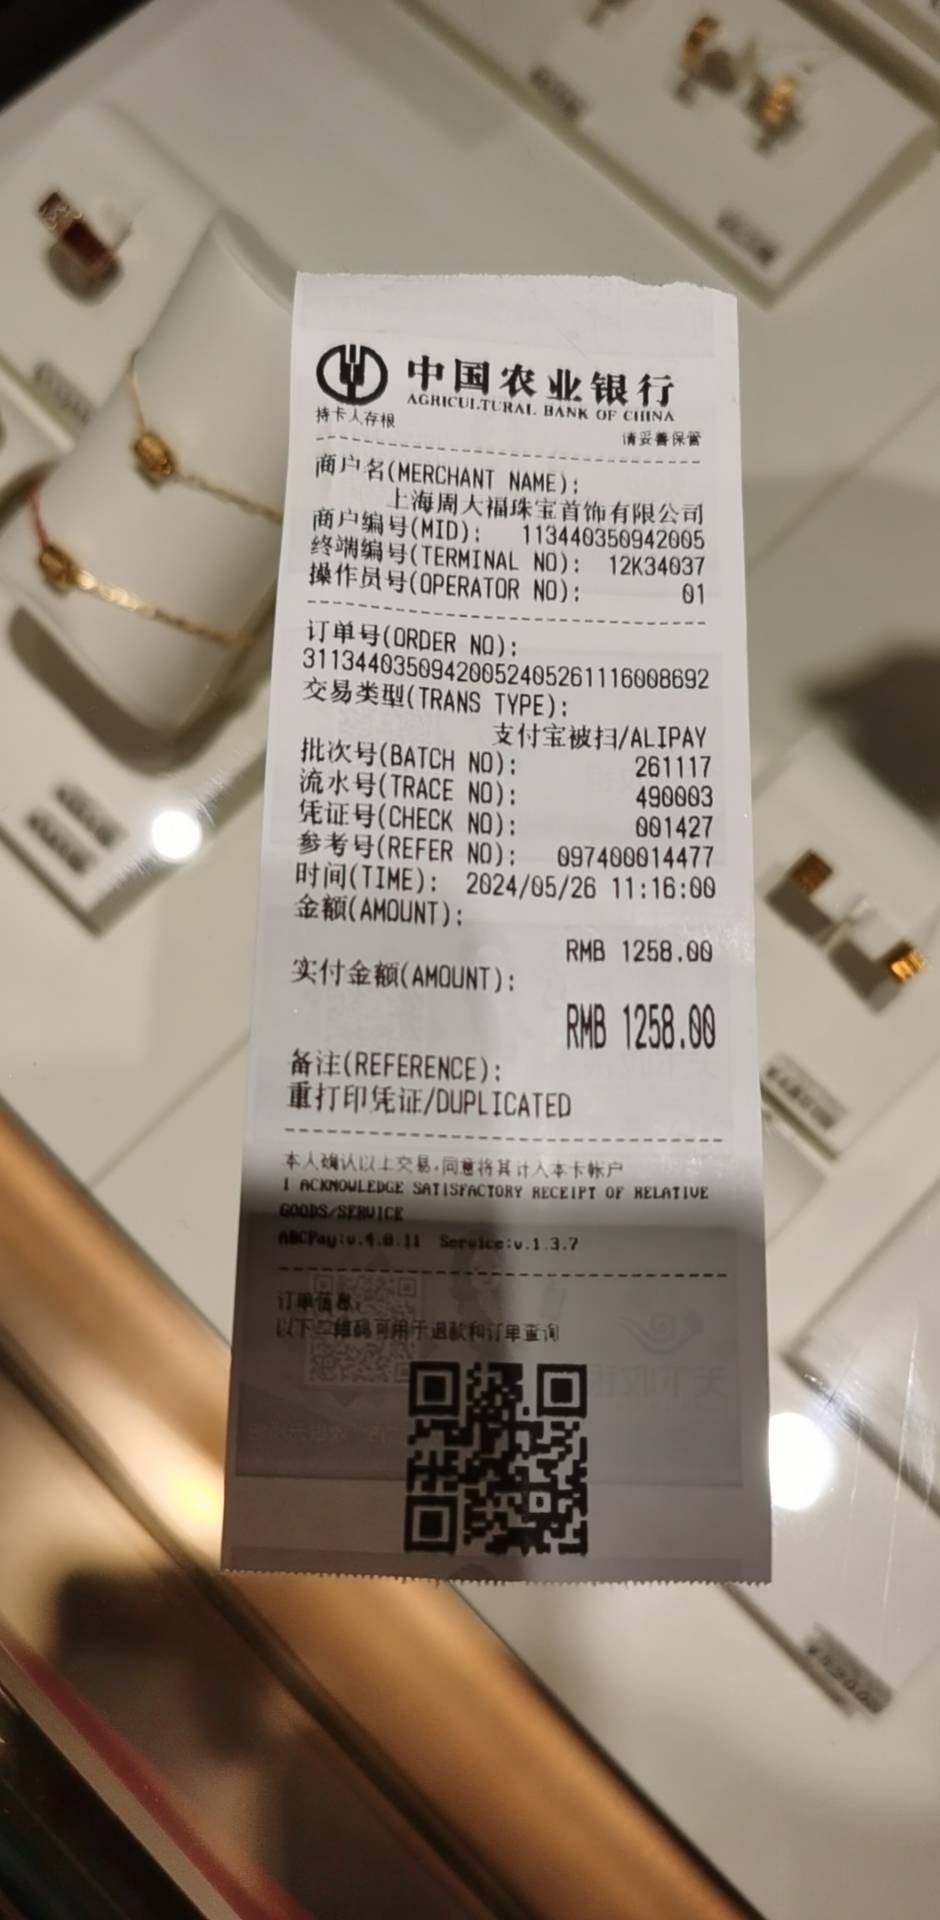 中国农业银行
AGRICULTURAL BANK OF CHINA
持卡人存根
请妥善保管
商户名(MERCHANT NAME):
上海周大福珠宝首饰有限公司
商户编号(MID): 113440350942005
终端编号(TERMINAL NO): 12K34037
操作员号(OPERATOR NO): 01
订单号(ORDER NO):
31134403509420052405261116008692
交易类型(TRANS TYPE):
支付宝被扫/ALIPAY
批次号(BATCH NO): 261117
流水号(TRACE NO): 490003
凭证号(CHECK NO): 001427
参考号(REFER NO): 097400014477
时间(TIME): 2024/05/26 11:16:00
金额(AMOUNT):
RMB 1258.00
实付金额(AMOUNT):
RMB 1258.00
备注(REFERENCE):
重打印凭证/DUPLICATED
本人确认以上交易,同意将其计入本卡帐户
I ACKNOWLEDGE SATISFACTORY RECEIPT OF RELATIVE
GOODS/SERVICE
ABCPay:v.4.0.11 Service:v.1.3.7
订单信息:
以下二维码可用于退款和订单查询